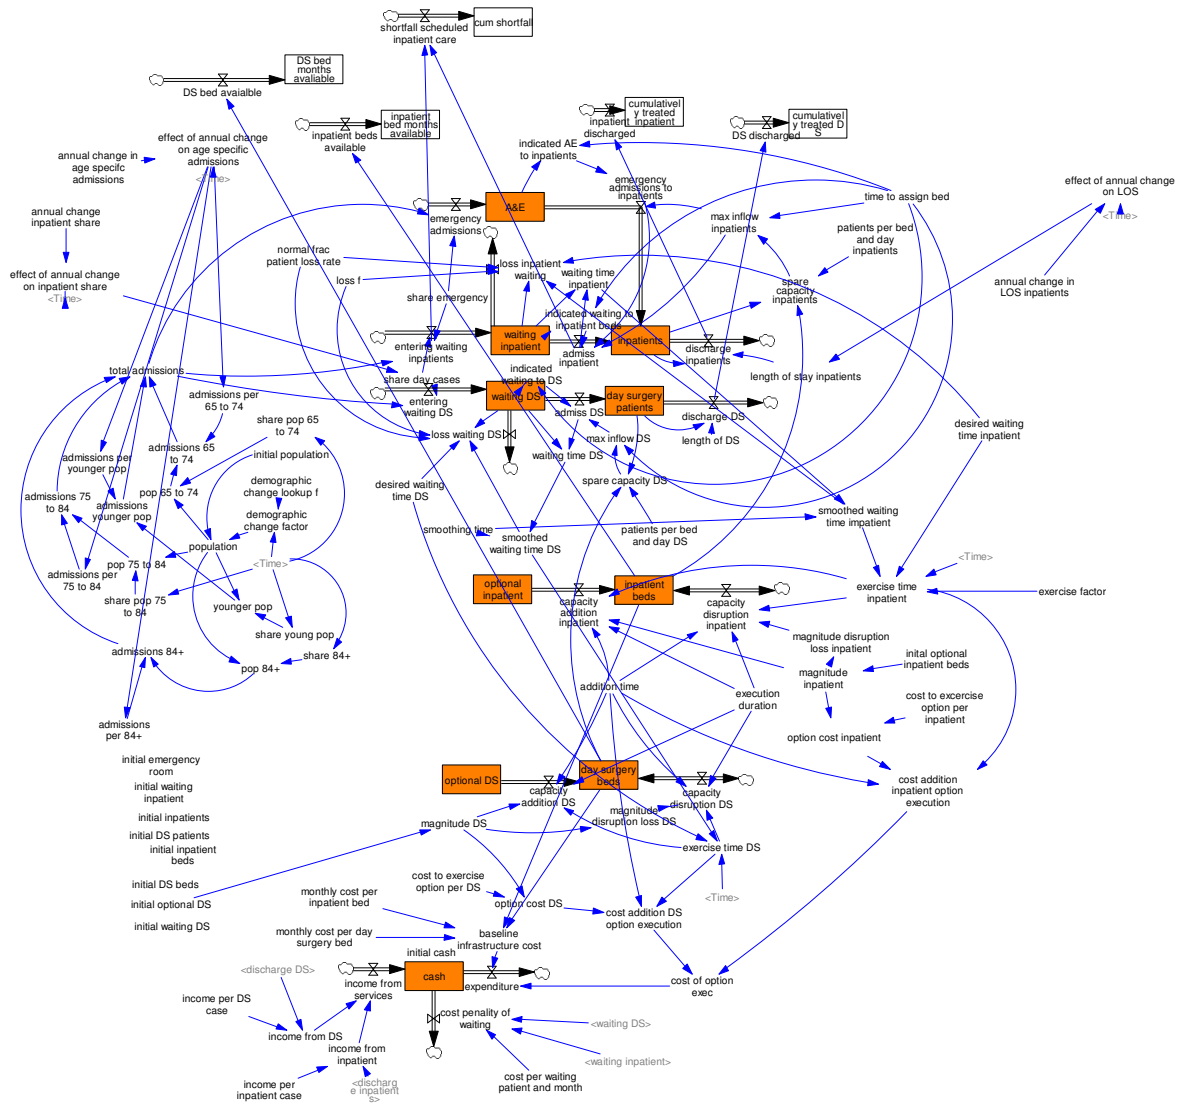 shortfall scheduled
inpatient care
cum shortfall
DS bed
months
avaliable
DS bed avaialble
inpatient beds
available
inpatient
bed months
available
inpatient
discharged
cumulativel
y treated
inpatient
DS discharged
cumulativel
y treated D
S
effect of annual change
on age specific
admissions
<Time>
annual change in
age specifc
admissions
indicated AE
to inpatients
emergency
admissions to
inpatients
time to assign bed
effect of annual change
on LOS
<Time>
annual change
inpatient share
A&E
emergency
admissions
max inflow
inpatients
patients per bed
and day
inpatients
normal frac
patient loss rate
loss f
loss inpatient
waiting
waiting time
inpatient
spare
capacity
inpatients
annual change in
LOS inpatients
effect of annual change
on inpatient share
<Time>
share emergency
indicated waiting to
inpatient beds
waiting
inpatient
inpatients
entering waiting
inpatients
admiss
inpatient
discharge
inpatients
length of stay inpatients
total admissions
share day cases
indicated
waiting to DS
waiting DS
day surgery
patients
entering
waiting DS
admiss DS
discharge DS
length of DS
admissions per
65 to 74
share pop 65
to 74
loss waiting DS
max inflow DS
waiting time DS
desired waiting
time inpatient
admissions per
younger pop
admissions 65
to 74
initial population
spare capacity DS
admissions 75
to 84
pop 65 to 74
demographic
change lookup f
desired waiting
time DS
admissions
younger pop
demographic
change factor
smoothing time
smoothed
waiting time DS
patients per bed
and day DS
smoothed waiting
time impatient
population
pop 75 to 84
<Time>
<Time>
admissions per
75 to 84
optional
inpatient
inpatient
beds
exercise time
inpatient
exercise factor
share pop 75
to 84
younger pop
capacity
addition
inpatient
capacity
disruption
inpatient
share young pop
magnitude disruption
loss inpatient
admissions 84+
pop 84+
share 84+
magnitude
inpatient
inital optional
inpatient beds
addition time
execution
duration
cost to excercise
option per
inpatient
admissions
per 84+
option cost inpatient
initial emergency
room
initial waiting
inpatient
optional DS
day surgery
beds
capacity
addition DS
capacity
disruption DS
cost addition
inpatient option
execution
initial inpatients
magnitude DS
magnitude
disruption loss DS
initial DS patients
initial inpatient
beds
exercise time DS
initial DS beds
cost to exercise
option per DS
<Time>
initial optional DS
monthly cost per
inpatient bed
option cost DS
cost addition DS
option execution
initial waiting DS
monthly cost per day
surgery bed
baseline
infrastructure cost
initial cash
<discharge DS>
cash
income from
services
expenditure
cost of option
exec
income per DS
case
cost penality of
waiting
<waiting DS>
income from DS
income from
inpatient
<waiting inpatient>
income per
inpatient case
<discharg
e inpatient
s>
cost per waiting
patient and month